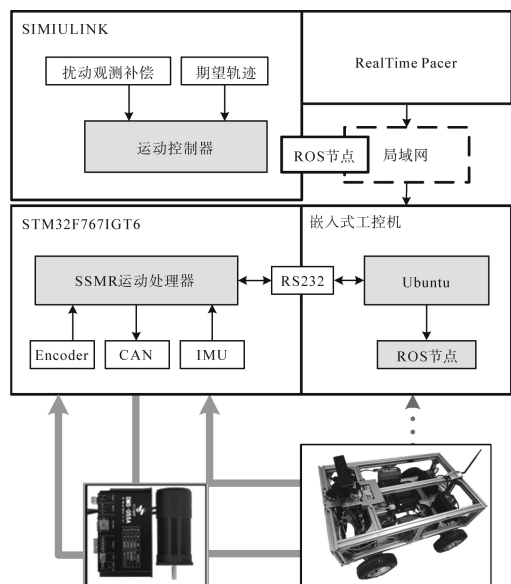 SIMIULINK
扰动观测补偿
期望轨迹
运动控制器
RealTime Pacer
ROS节点
局域网
STM32F767IGT6
嵌入式工控机
SSMR运动处理器
RS232
Ubuntu
Encoder
CAN
IMU
ROS节点